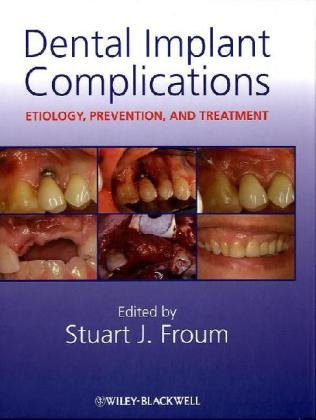 Dental Implant
Complications
ETIOLOGY, PREVENTION, AND TREATMENT
Edited by
Stuart J. Froum
WILEY-BLACKWELL